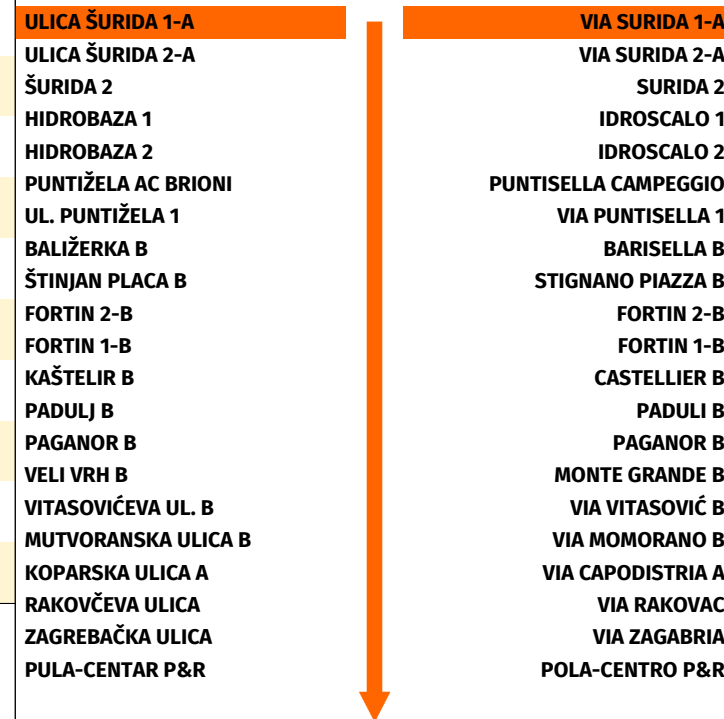 ULICA ŠURIDA 1-A VIA SURIDA 1-A
ULICA ŠURIDA 2-A VIA SURIDA 2-A
ŠURIDA 2 SURIDA 2
HIDROBAZA 1 IDROSCALO 1
HIDROBAZA 2 IDROSCALO 2
PUNTIŽELA AC BRIONI PUNTISELLA CAMPEGGIO
UL. PUNTIŽELA 1 VIA PUNTISELLA 1
BALIŽERKA B BARISELLA B
ŠTINJAN PLACA B STIGNANO PIAZZA B
FORTIN 2-B FORTIN 2-B
FORTIN 1-B FORTIN 1-B
KAŠTELIR B CASTELLIER B
PADULJ B PADULI B
PAGANOR B PAGANOR B
VELI VRH B MONTE GRANDE B
VITASOVIĆEVA UL. B VIA VITASOVIĆ B
MUTVORANSKA ULICA B VIA MOMORANO B
KOPARSKA ULICA A VIA CAPODISTRIA A
RAKOVČEVA ULICA VIA RAKOVAC
ZAGREBAČKA ULICA VIA ZAGABRIA
PULA-CENTAR P&R POLA-CENTRO P&R